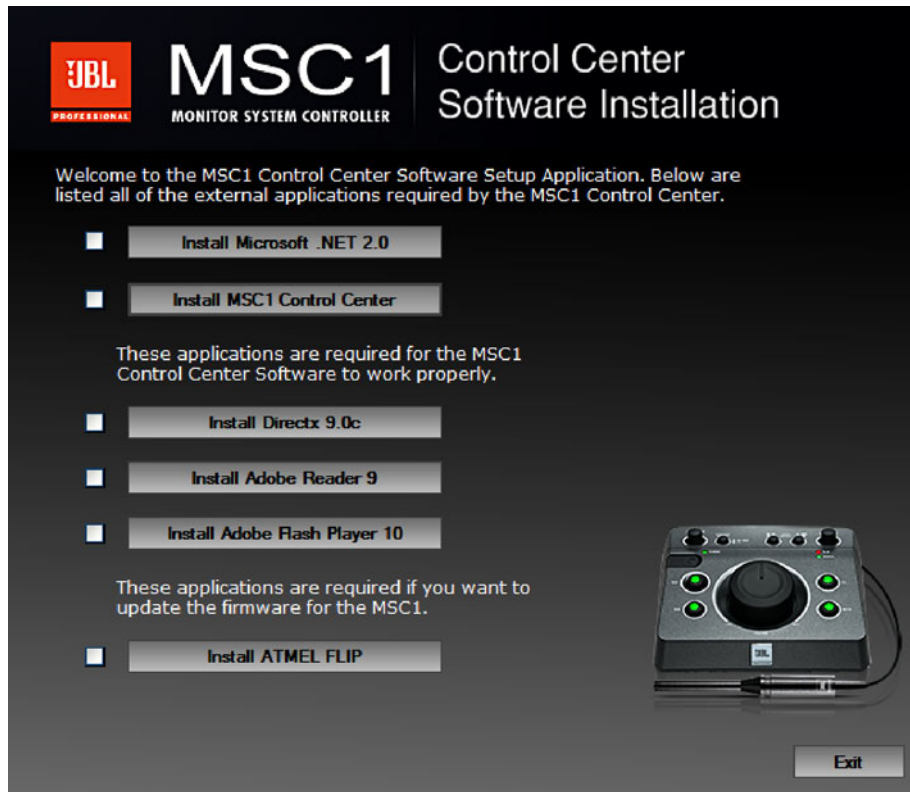 JBL
PROFESSIONAL
MSC1
MONITOR SYSTEM CONTROLLER
Control Center
Software Installation
Welcome to the MSC1 Control Center Software Setup Application. Below are
listed all of the external applications required by the MSC1 Control Center.
Install Microsoft .NET 2.0
Install MSC1 Control Center
These applications are required for the MSC1
Control Center Software to work properly.
Install Directx 9.0c
Install Adobe Reader 9
Install Adobe Flash Player 10
These applications are required if you want to
update the firmware for the MSC1.
Install ATMEL FLIP
JBL
Exit